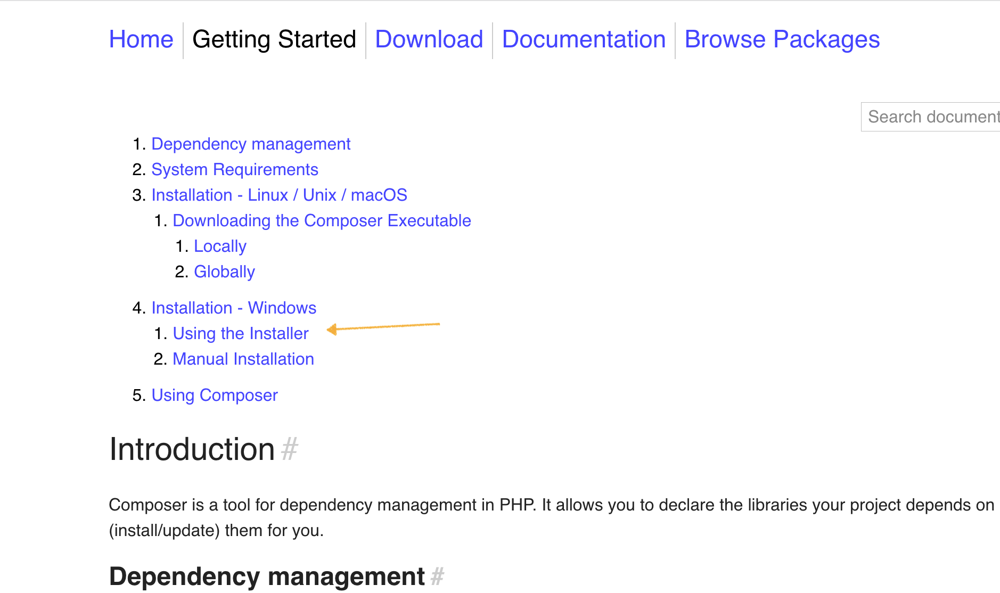 Home Getting Started Download Documentation Browse Packages
Search document
1. Dependency management
2. System Requirements
3. Installation - Linux / Unix / macOS
1. Downloading the Composer Executable
1. Locally
2. Globally
4. Installation - Windows
1. Using the Installer
2. Manual Installation
5. Using Composer
Introduction #
Composer is a tool for dependency management in PHP. It allows you to declare the libraries your project depends on
(install/update) them for you.
Dependency management #